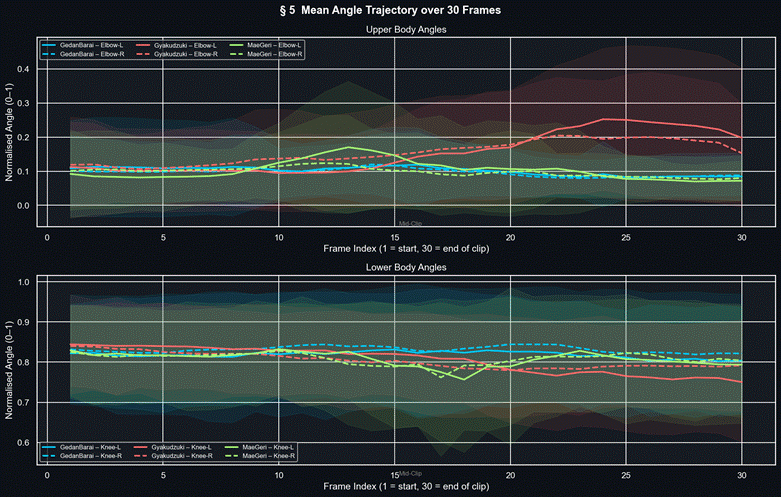 § 5 Mean Angle Trajectory over 30 Frames
Upper Body Angles
GedanBarai – Elbow-L Gyakudzuki – Elbow-L MaeGeri – Elbow-L
GedanBarai – Elbow-R Gyakudzuki – Elbow-R MaeGeri – Elbow-R
Normalised Angle (0–1)
0.4
0.3
0.2
0.1
0.0
Mid-Clip
0 5 10 15 20 25 30
Frame Index (1 = start, 30 = end of clip)
Lower Body Angles
Normalised Angle (0–1)
1.0
0.9
0.8
0.7
0.6
GedanBarai – Knee-L Gyakudzuki – Knee-L MaeGeri – Knee-L
GedanBarai – Knee-R Gyakudzuki – Knee-R MaeGeri – Knee-R
Mid-Clip
0 5 10 15 20 25 30
Frame Index (1 = start, 30 = end of clip)